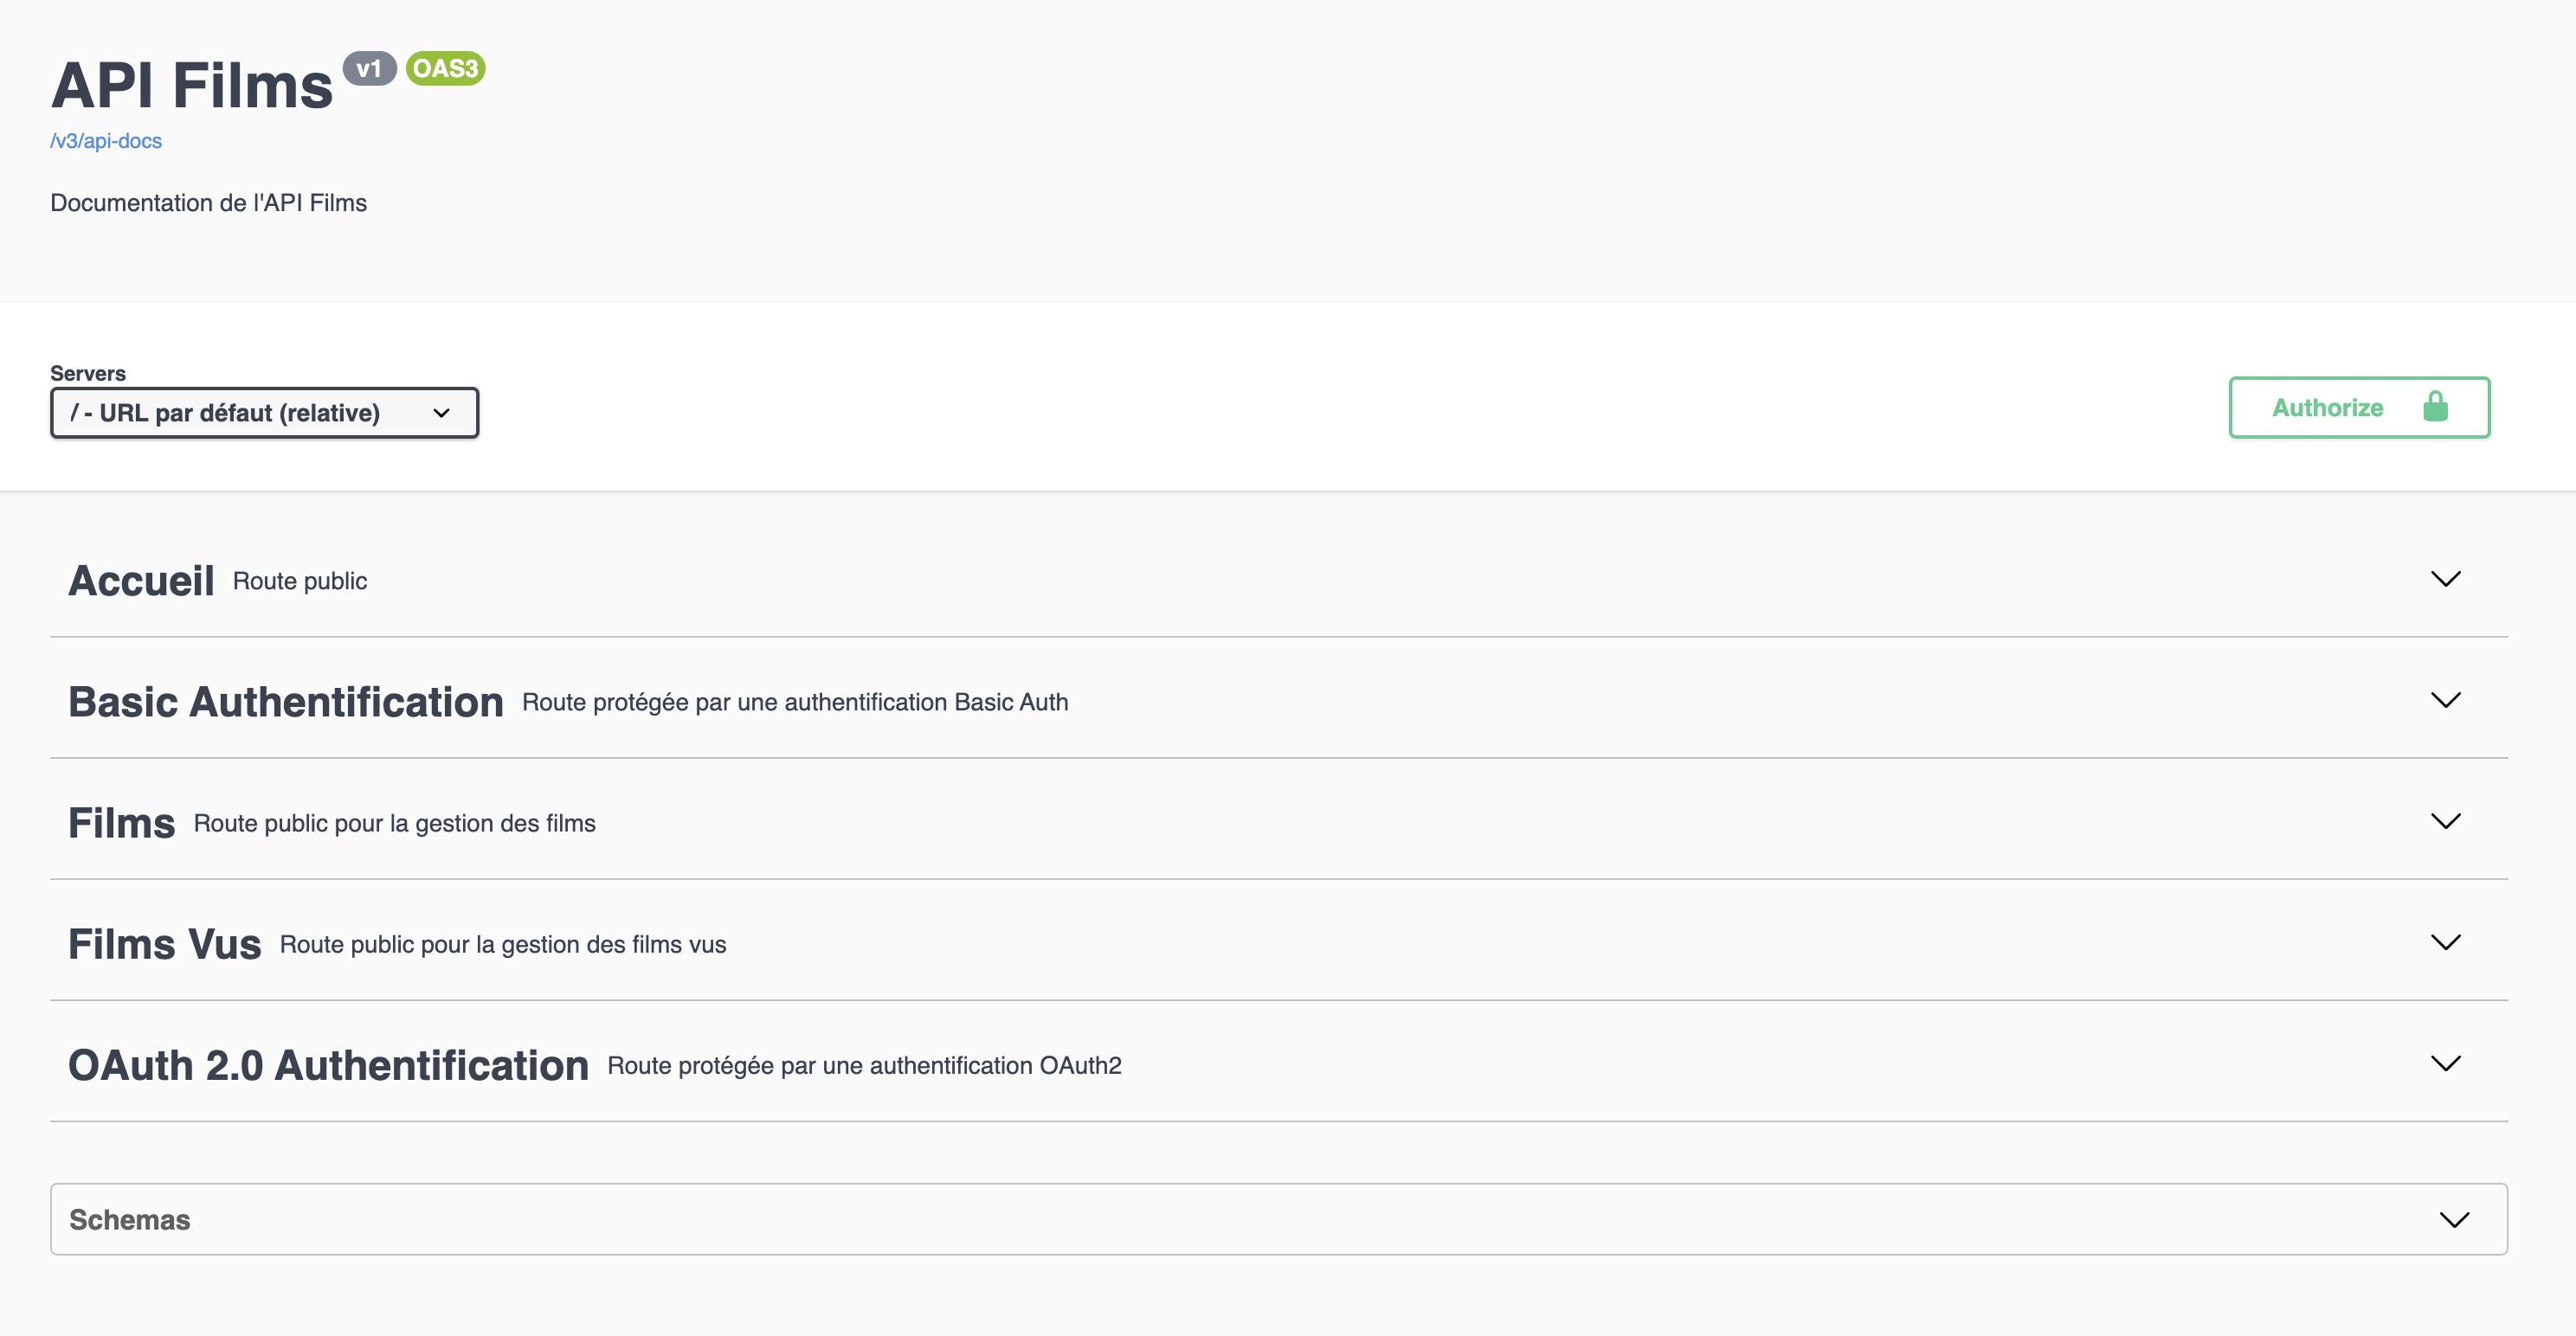 API Films v1 OAS3
/v3/api-docs
Documentation de l'API Films
Servers
/ - URL par défaut (relative)
Authorize
Accueil Route public
Basic Authentification Route protégée par une authentification Basic Auth
Films Route public pour la gestion des films
Films Vus Route public pour la gestion des films vus
OAuth 2.0 Authentification Route protégée par une authentification OAuth2
Schemas